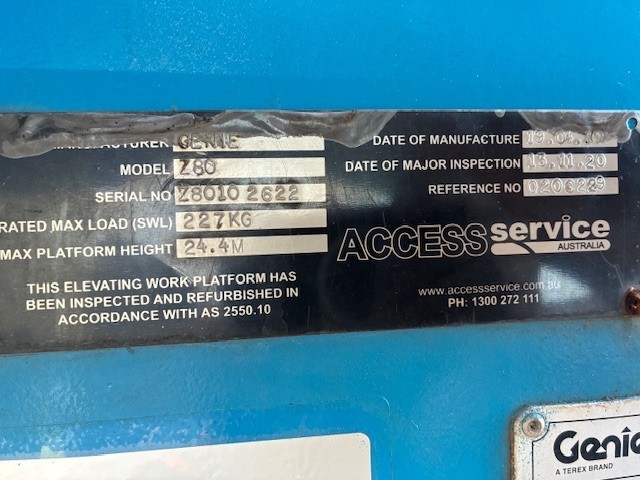 MANUFACTURER GENIE
MODEL Z80
SERIAL NO Z8010 2622
RATED MAX LOAD (SWL) 227KG
MAX PLATFORM HEIGHT 24.4M
THIS ELEVATING WORK PLATFORM HAS
BEEN INSPECTED AND REFURBISHED IN
ACCORDANCE WITH AS 2550.10
DATE OF MANUFACTURE 19.04.10
DATE OF MAJOR INSPECTION 13.11.20
REFERENCE NO 0206229
ACCESS service
AUSTRALIA
www.accessservice.com.au
PH: 1300 272 111
Genie
A TEREX BRAND